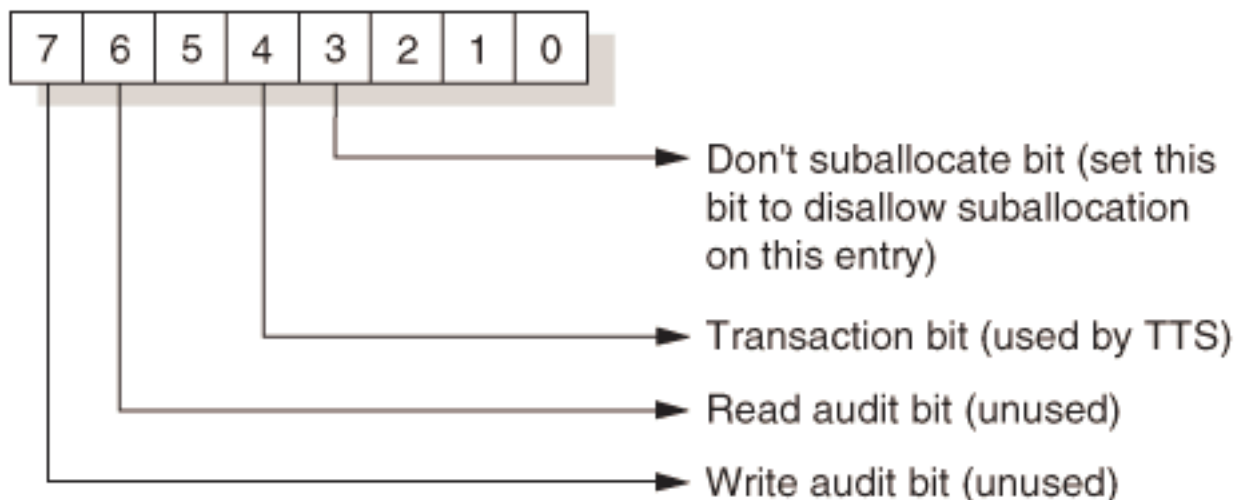 7 6 5 4 3 2 1 0
Don't suballocate bit (set this
bit to disallow suballocation
on this entry)
Transaction bit (used by TTS)
Read audit bit (unused)
Write audit bit (unused)